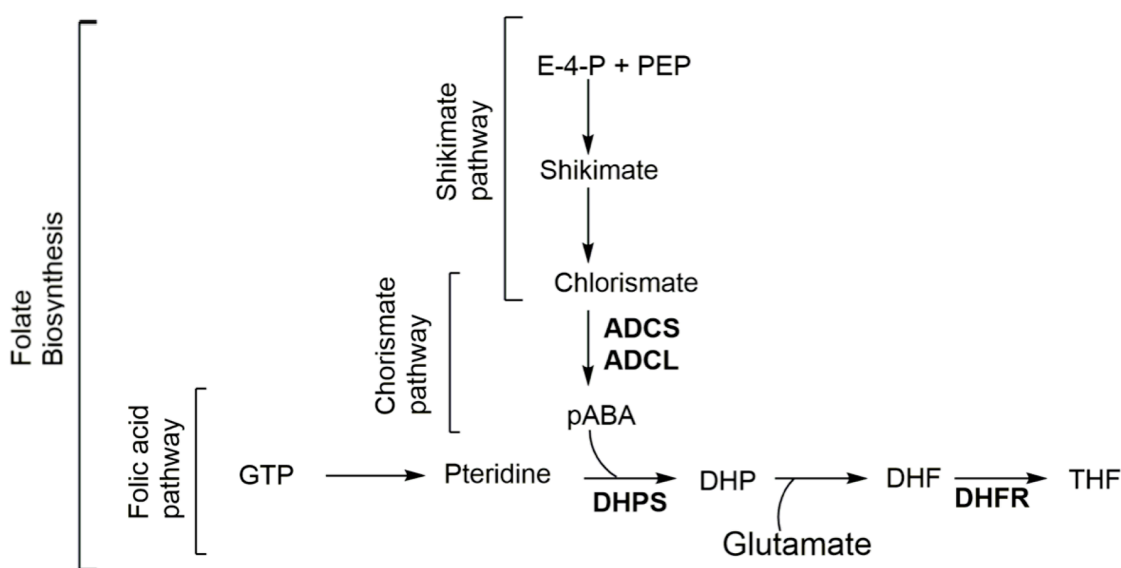 E-4-P + PEP
Shikimate
pathway
Shikimate
Chlorismate
Folate
Biosynthesis
Chorismate
pathway
ADCS
ADCL
pABA
Folic acid
pathway
GTP
Pteridine
DHPS
DHP
DHF
DHFR
THF
Glutamate